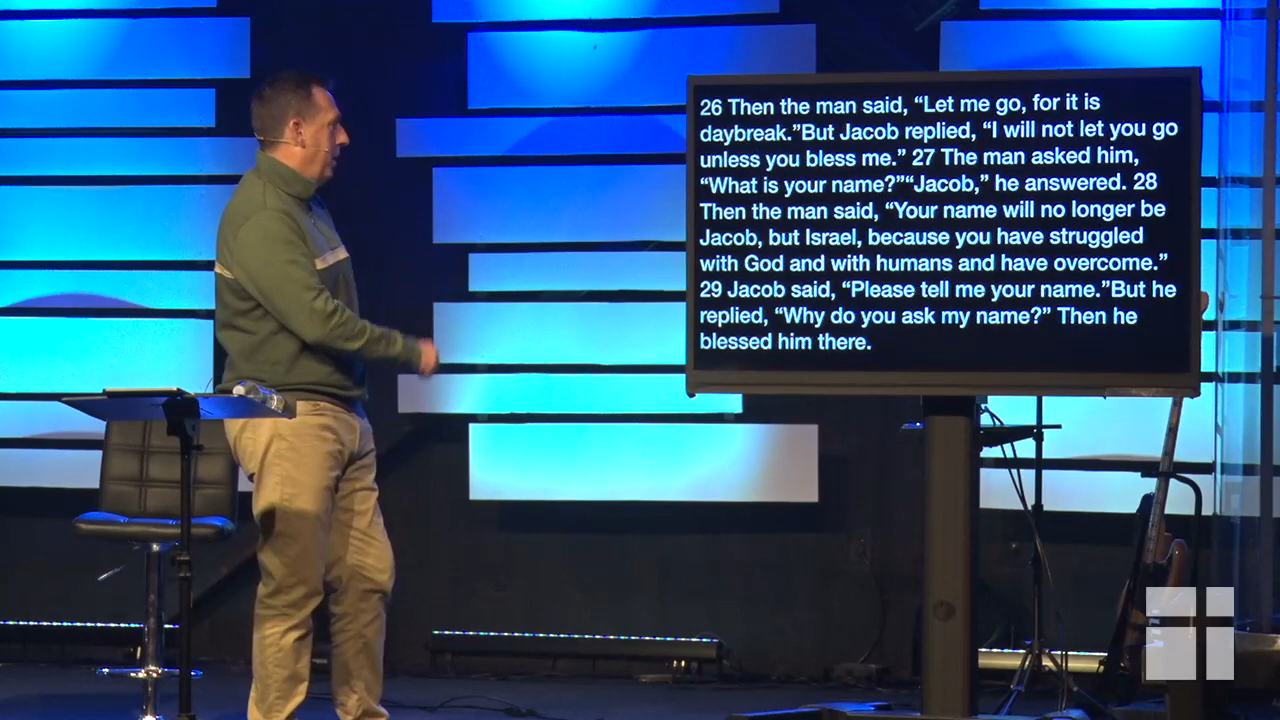 26 Then the man said, “Let me go, for it is
daybreak.”But Jacob replied, “I will not let you go
unless you bless me.” 27 The man asked him,
“What is your name?”“Jacob,” he answered. 28
Then the man said, “Your name will no longer be
Jacob, but Israel, because you have struggled
with God and with humans and have overcome.”
29 Jacob said, “Please tell me your name.”But he
replied, “Why do you ask my name?” Then he
blessed him there.